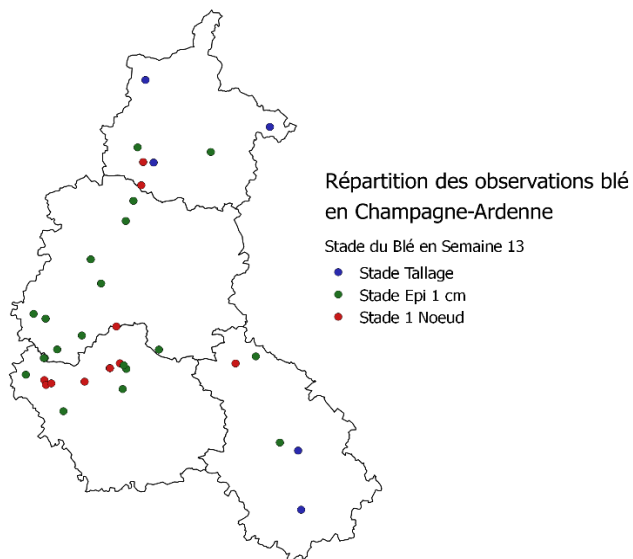 Répartition des observations blé
en Champagne-Ardenne
Stade du Blé en Semaine 13
Stade Tallage
Stade Epi 1 cm
Stade 1 Noeud